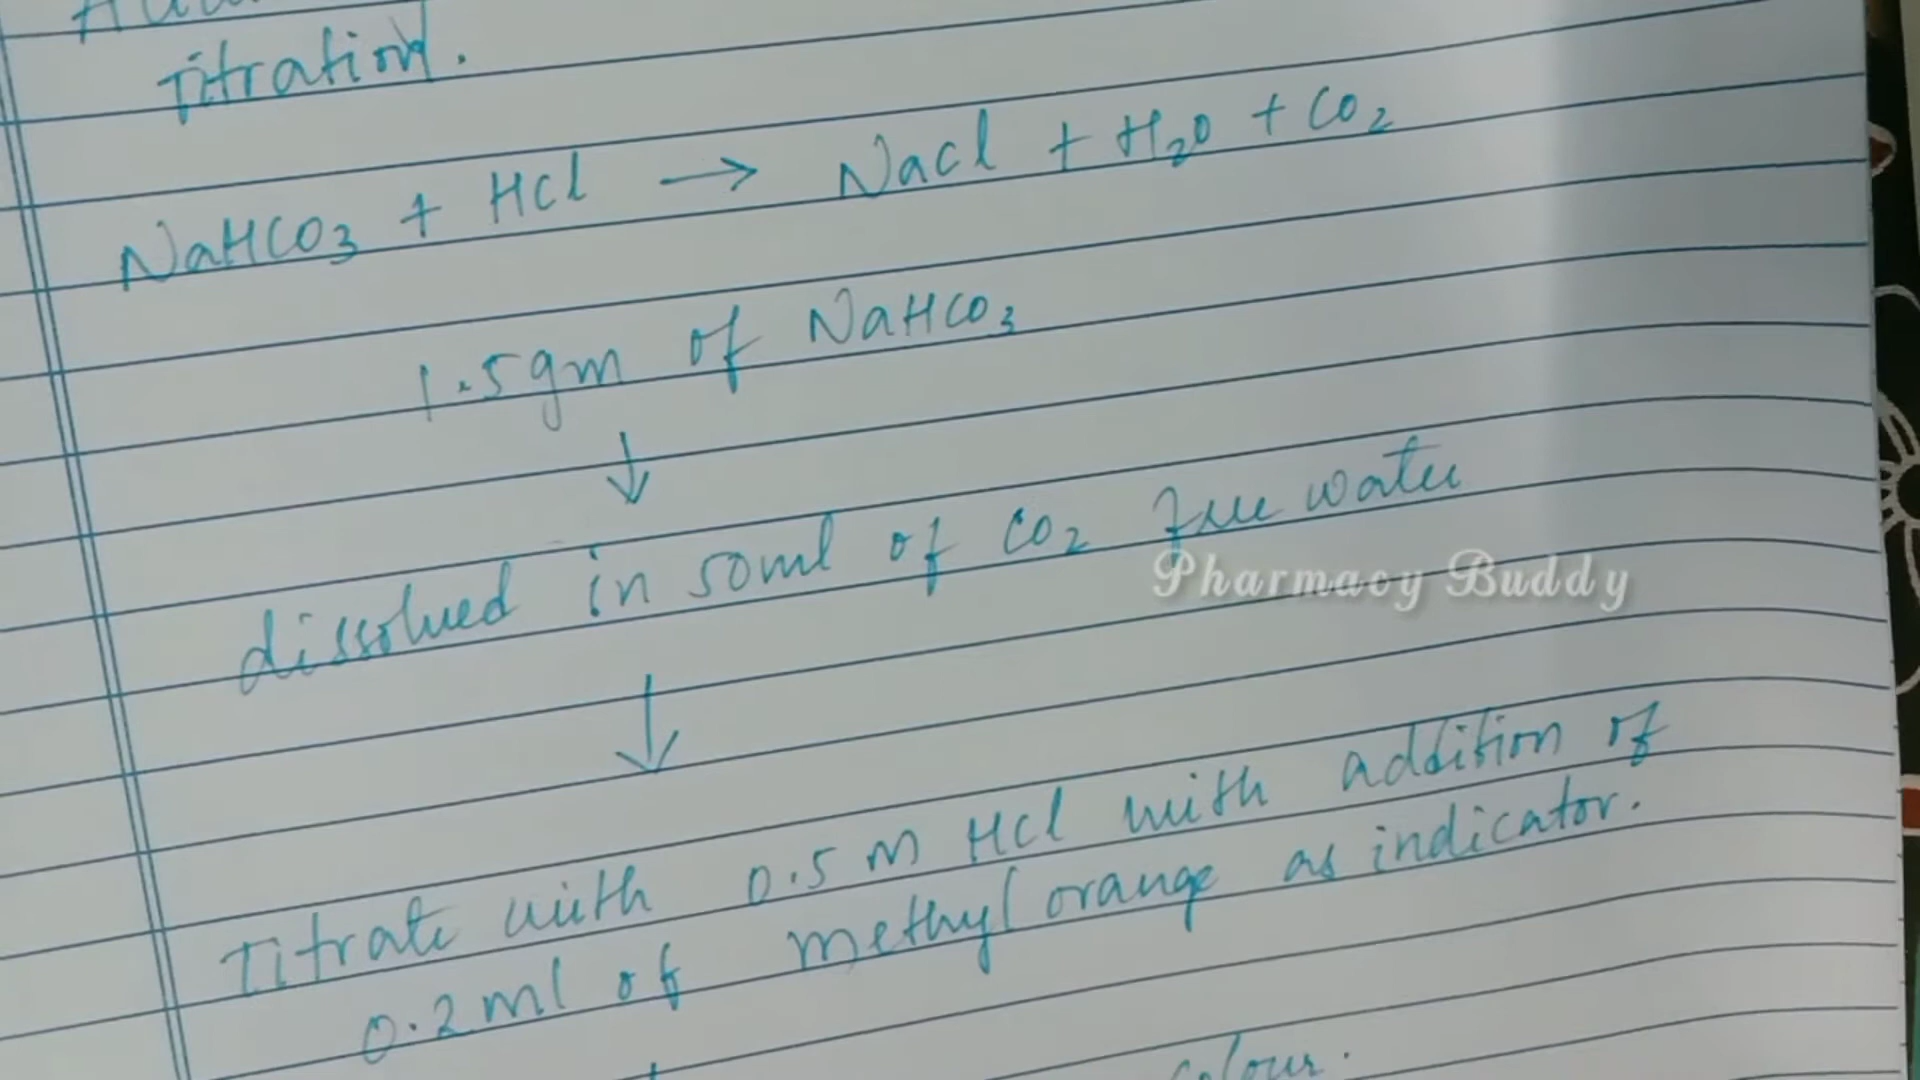 Titration.
NaHCO3 + HCl → NaCl + H2O + CO2
1.5gm of NaHCO3
↓
dissolved in 50ml of CO2 free water
Pharmacy Buddy
↓
Titrate with 0.5 M HCl with addition of
0.2ml of methyl orange as indicator.
colour.